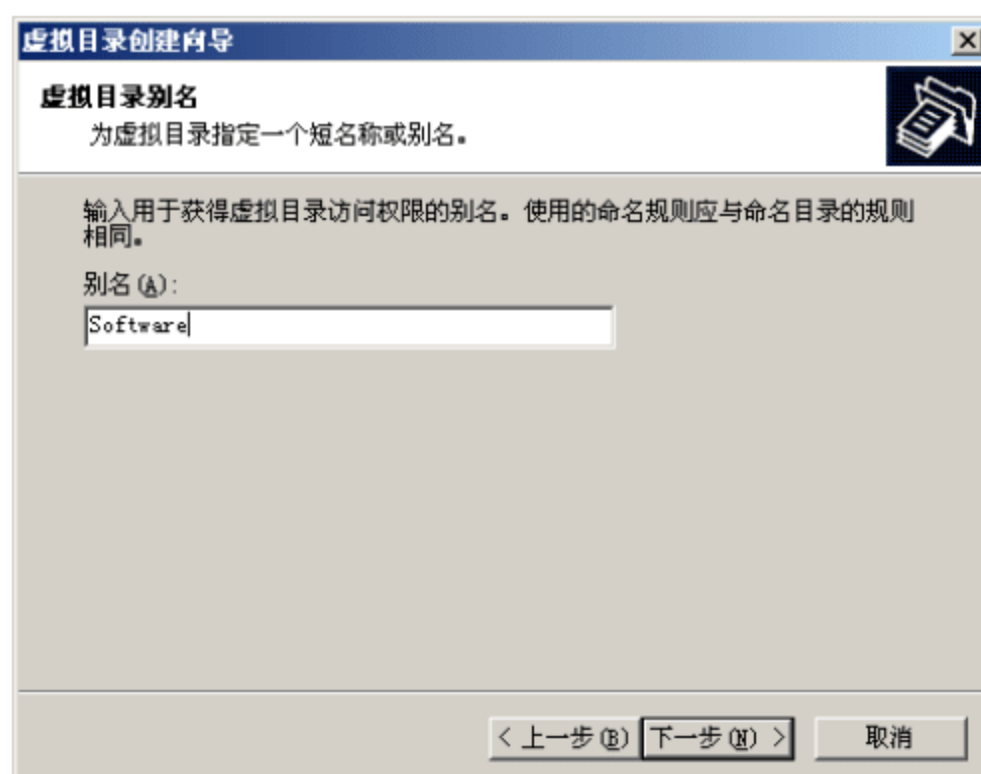 虚拟目录创建向导
虚拟目录别名
为虚拟目录指定一个短名称或别名。
输入用于获得虚拟目录访问权限的别名。使用的命名规则应与命名目录的规则
相同。
别名(A):
Software
< 上一步(B) 下一步(N) > 取消